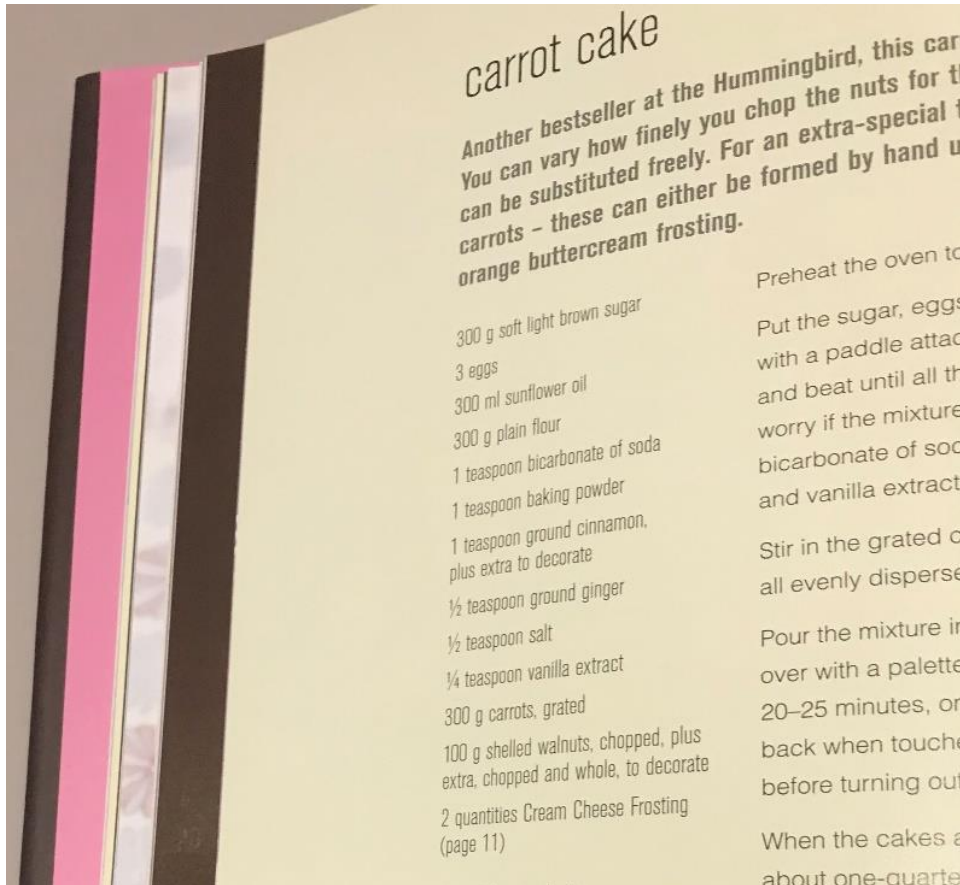 carrot cake
Another bestseller at the Hummingbird, this
You can vary how finely you chop the nuts for
can be substituted freely. For an extra-special
carrots – these can either be formed by hand
orange buttercream frosting.
300 g soft light brown sugar
3 eggs
300 ml sunflower oil
300 g plain flour
1 teaspoon bicarbonate of soda
1 teaspoon baking powder
1 teaspoon ground cinnamon,
plus extra to decorate
½ teaspoon ground ginger
½ teaspoon salt
¼ teaspoon vanilla extract
300 g carrots, grated
100 g shelled walnuts, chopped, plus
extra, chopped and whole, to decorate
2 quantities Cream Cheese Frosting
(page 11)
Preheat the oven to
Put the sugar, eggs
with a paddle
and beat until all
worry if the mixture
bicarbonate of
and vanilla extract
Stir in the grated
all evenly
Pour the mixture
over with a palette
20–25 minutes, or
back when
before turning out
When the cakes
about